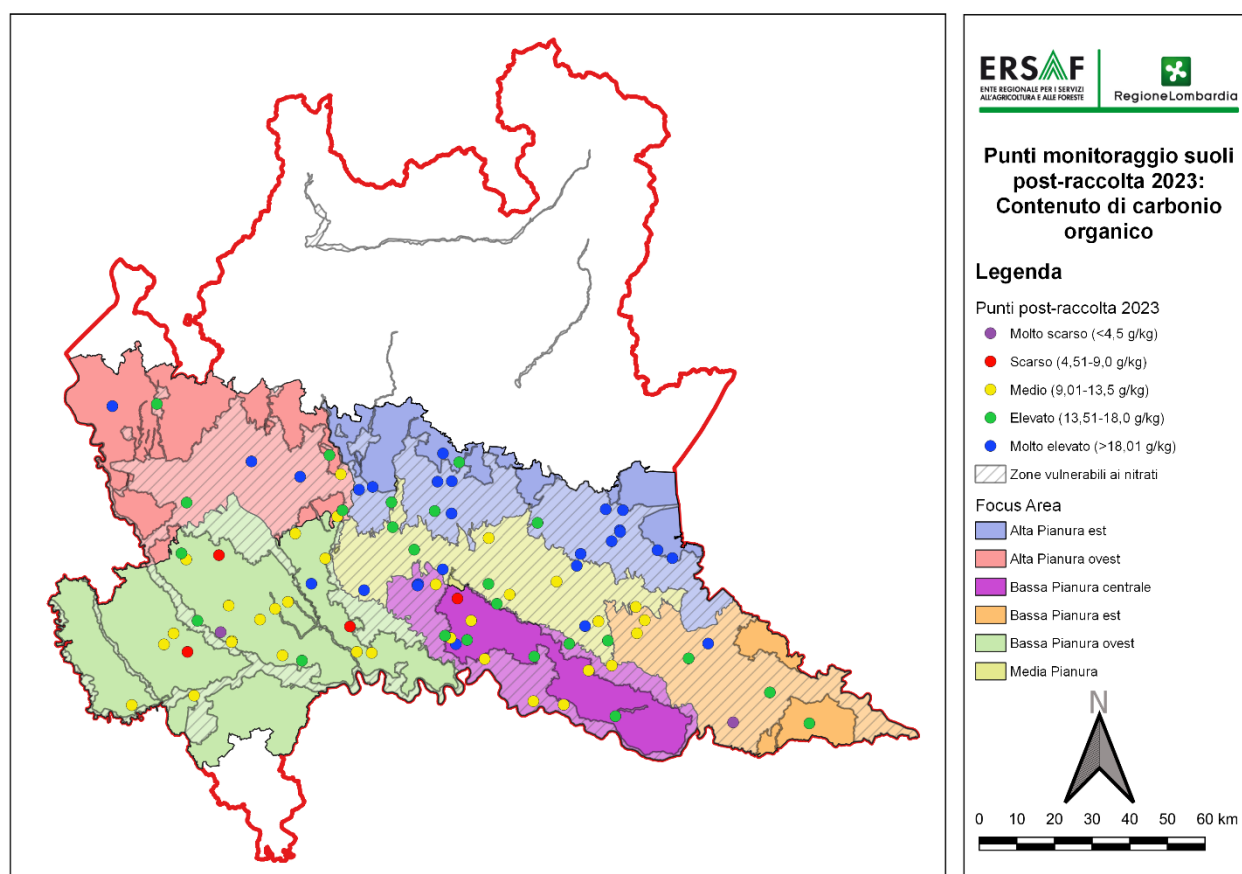 ERSAF
ENTE REGIONALE PER I SERVIZI
ALL'AGRICOLTURA E ALLE FORESTE
RegioneLombardia
Punti monitoraggio suoli
post-raccolta 2023:
Contenuto di carbonio
organico
Legenda
Punti post-raccolta 2023
Molto scarso (<4,5 g/kg)
Scarso (4,51-9,0 g/kg)
Medio (9,01-13,5 g/kg)
Elevato (13,51-18,0 g/kg)
Molto elevato (>18,01 g/kg)
Zone vulnerabili ai nitrati
Focus Area
Alta Pianura est
Alta Pianura ovest
Bassa Pianura centrale
Bassa Pianura est
Bassa Pianura ovest
Media Pianura
N
0 10 20 30 40 50 60 km